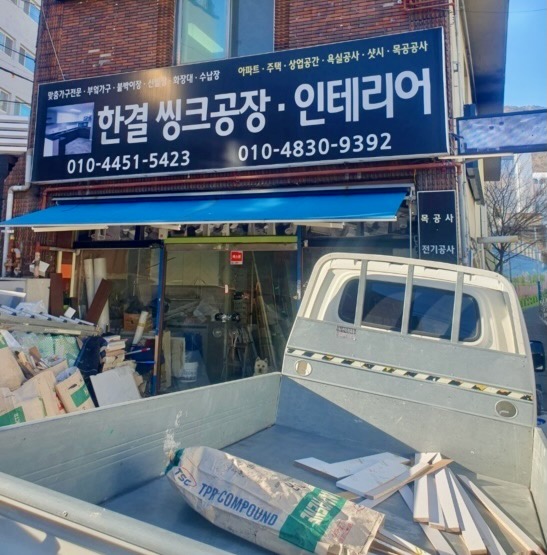 맞춤가구전문 · 부엌가구 · 붙박이장 · 신발장 · 화장대 · 수납장
아파트 · 주택 · 상업공간 · 욕실공사 · 샷시 · 목공공사
한결 씽크공장 · 인테리어
010-4451-5423
010-4830-9392
목공사
전기공사
TSC
TPR COMPOUND